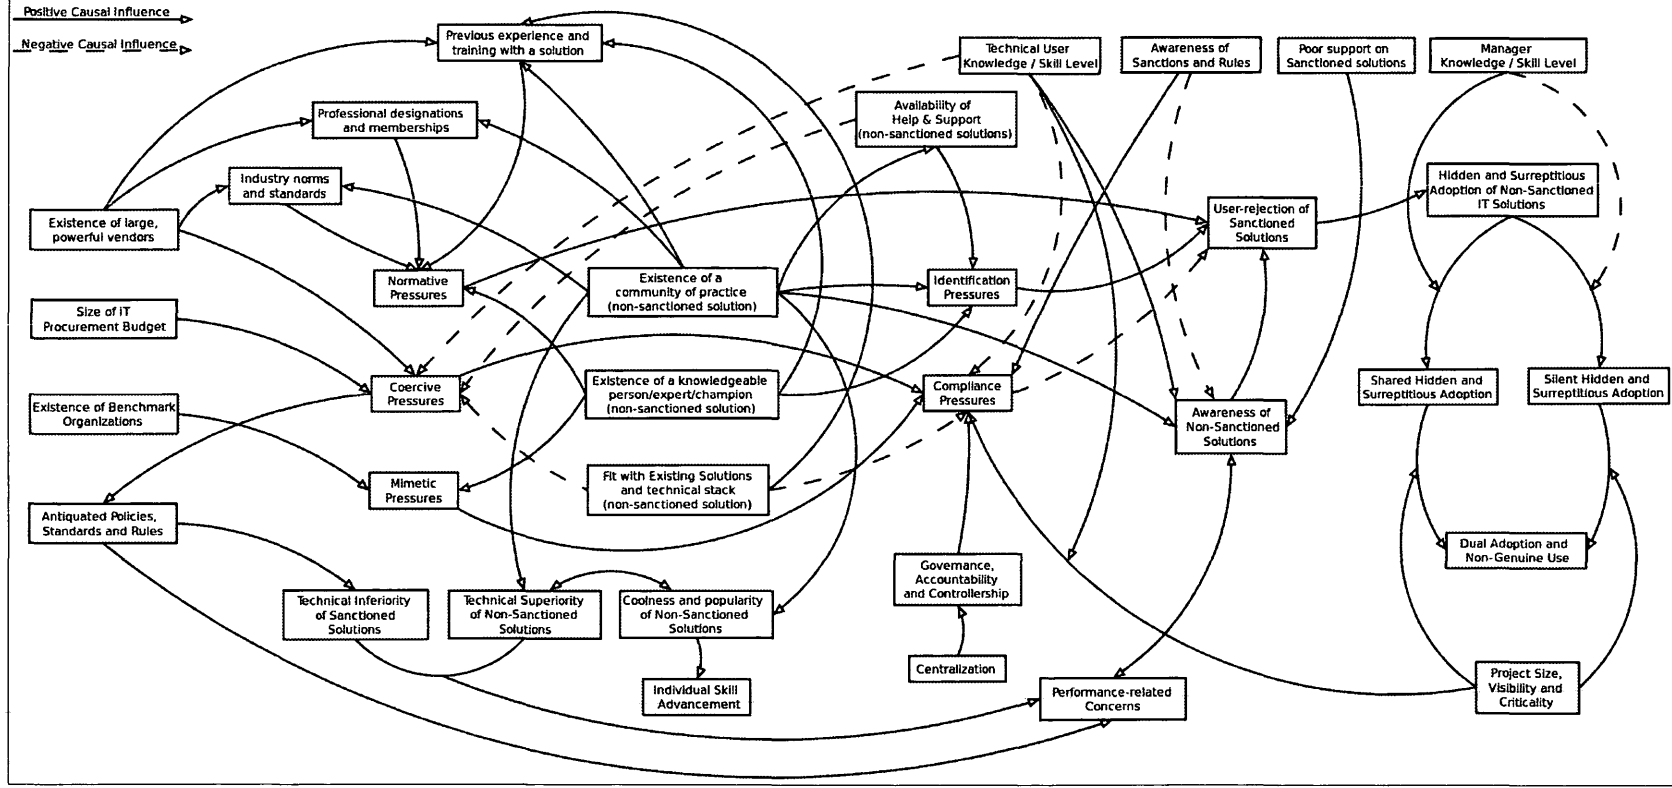 Positive Causal Influence
Negative Causal Influence
Previous experience and
training with a solution
Technical User
Knowledge / Skill Level
Awareness of
Sanctions and Rules
Poor support on
Sanctioned solutions
Manager
Knowledge / Skill Level
Professional designations
and memberships
Availability of
Help & Support
(non-sanctioned solutions)
Industry norms
and standards
Hidden and Surreptitious
Adoption of Non-Sanctioned
IT Solutions
Existence of large,
powerful vendors
User-rejection of
Sanctioned
Solutions
Normative
Pressures
Existence of a
community of practice
(non-sanctioned solution)
Identification
Pressures
Size of IT
Procurement Budget
Coercive
Pressures
Existence of a knowledgeable
person/expert/champion
(non-sanctioned solution)
Compliance
Pressures
Shared Hidden and
Surreptitious Adoption
Silent Hidden and
Surreptitious Adoption
Existence of Benchmark
Organizations
Awareness of
Non-Sanctioned
Solutions
Mimetic
Pressures
Fit with Existing Solutions
and technical stack
(non-sanctioned solution)
Antiquated Policies,
Standards and Rules
Dual Adoption and
Non-Genuine Use
Governance,
Accountability
and Controllership
Technical Inferiority
of Sanctioned
Solutions
Technical Superiority
of Non-Sanctioned
Solutions
Coolness and popularity
of Non-Sanctioned
Solutions
Centralization
Individual Skill
Advancement
Performance-related
Concerns
Project Size,
Visibility and
Criticality